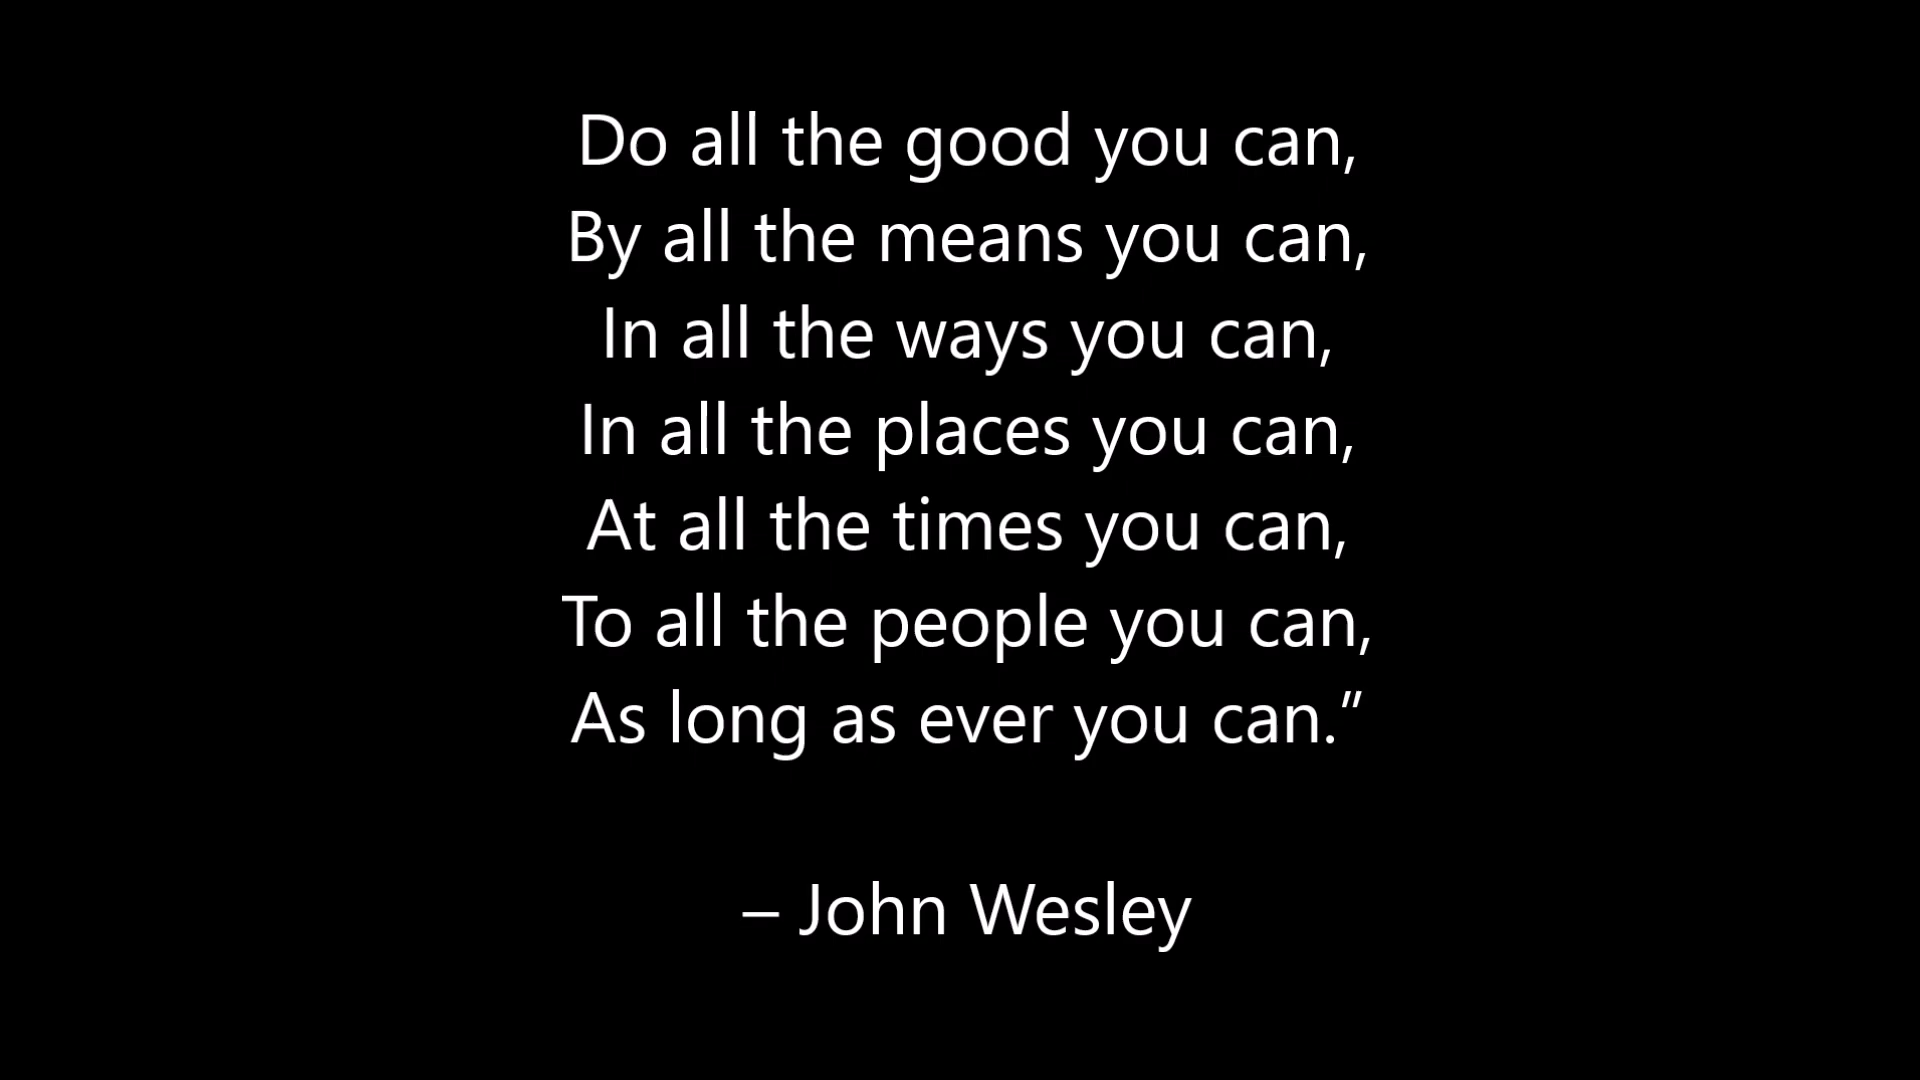 Do all the good you can,
By all the means you can,
In all the ways you can,
In all the places you can,
At all the times you can,
To all the people you can,
As long as ever you can.”
– John Wesley